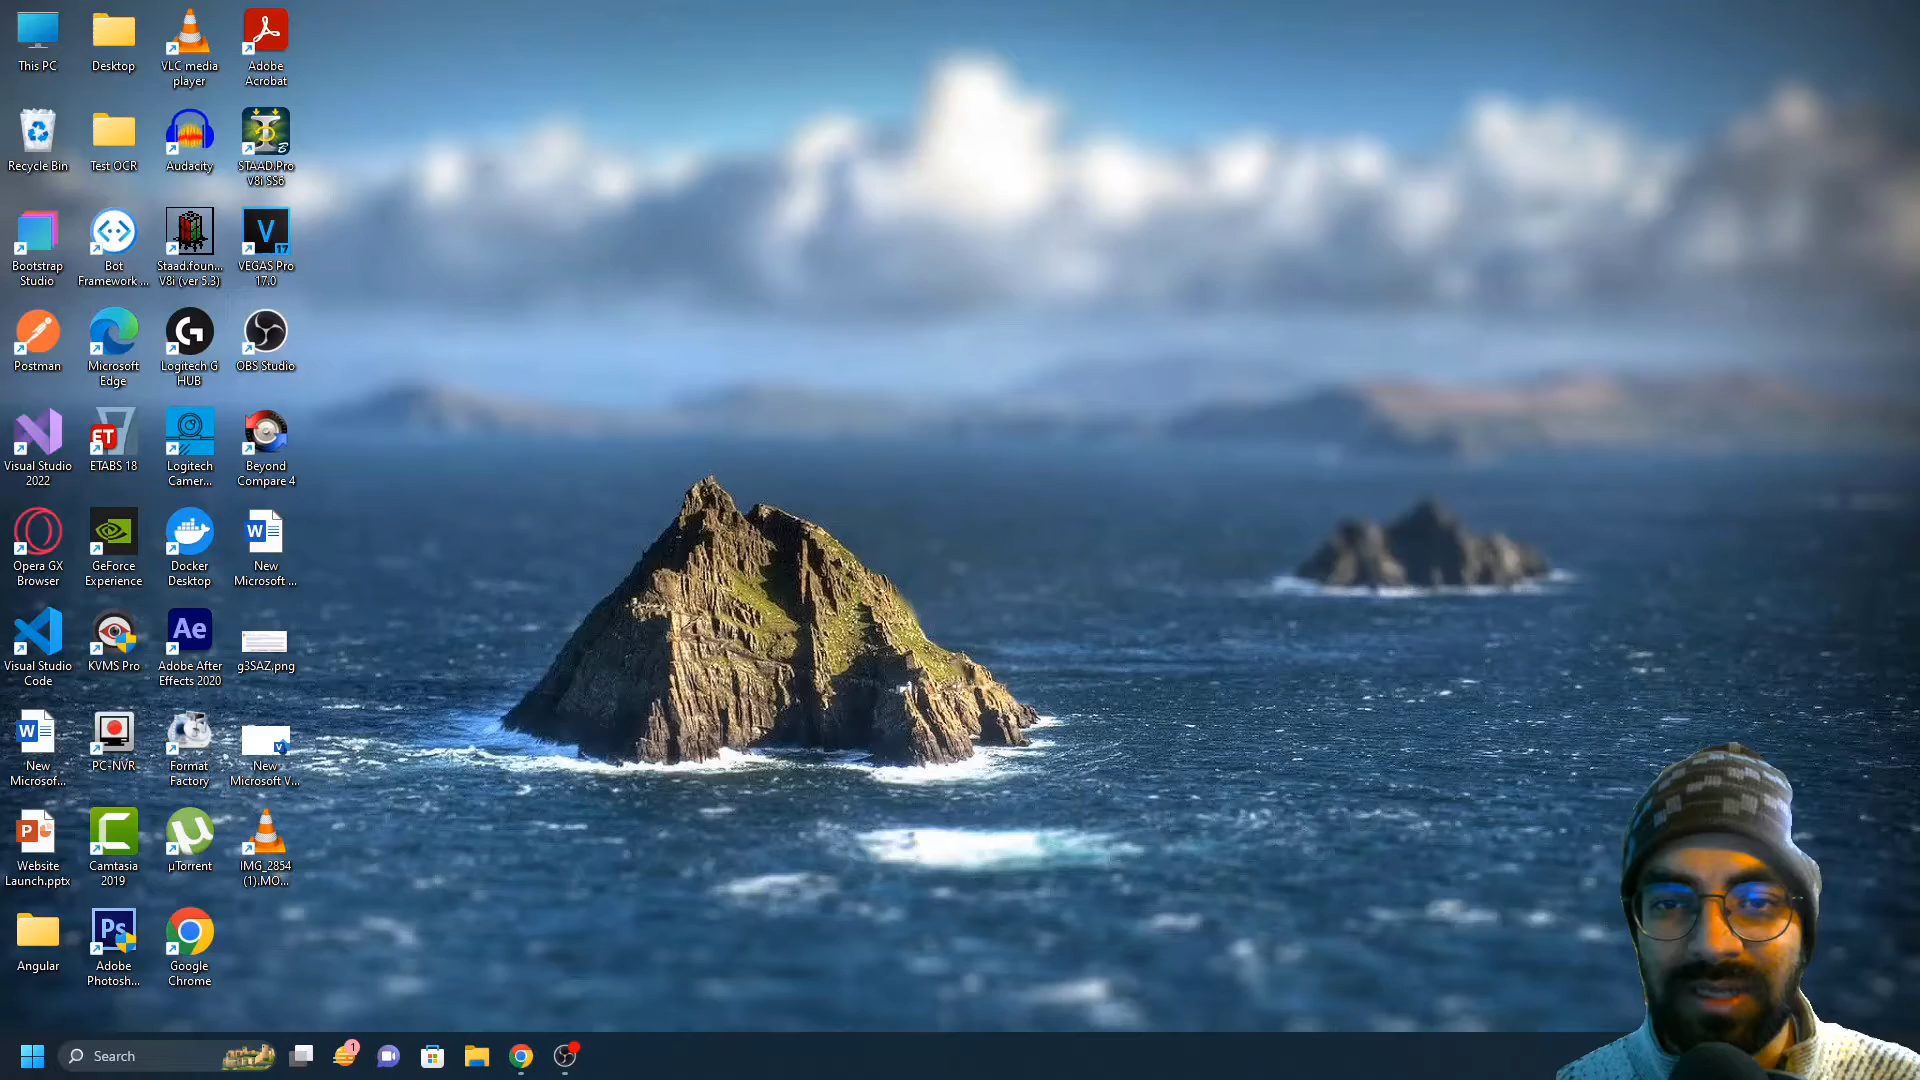 This PC
Desktop
VLC media
player
Adobe
Acrobat
Recycle Bin
Test OCR
Audacity
STAAD.Pro
V8i SS6
Bootstrap
Studio
Bot
Framework ...
Staad.foun...
V8i (ver 5.3)
VEGAS Pro
17.0
Postman
Microsoft
Edge
Logitech G
HUB
OBS Studio
Visual Studio
2022
ETABS 18
Logitech
Camer...
Beyond
Compare 4
Opera GX
Browser
GeForce
Experience
Docker
Desktop
New
Microsoft ...
Visual Studio
Code
KVMS Pro
Adobe After
Effects 2020
g3SAZ.png
New
Microsof...
PC-NVR
Format
Factory
New
Microsoft V...
Website
Launch.pptx
Camtasia
2019
µTorrent
IMG_2854
(1).MO...
Angular
Adobe
Photosh...
Google
Chrome
Search
1